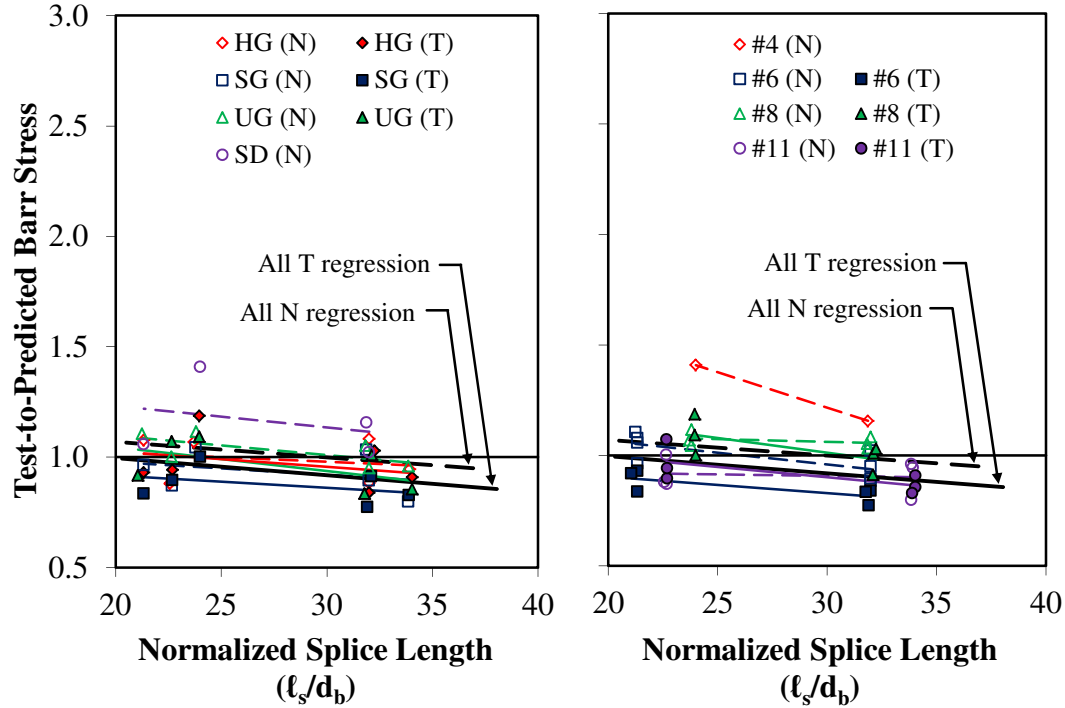 3.0
2.5
2.0
1.5
1.0
0.5
Test-to-Predicted Barr Stress
HG (N)
HG (T)
SG (N)
SG (T)
UG (N)
UG (T)
SD (N)
All T regression
All N regression
20
25
30
35
40
Normalized Splice Length
(ℓs/db)
#4 (N)
#6 (N)
#6 (T)
#8 (N)
#8 (T)
#11 (N)
#11 (T)
All T regression
All N regression
20
25
30
35
40
Normalized Splice Length
(ℓs/db)